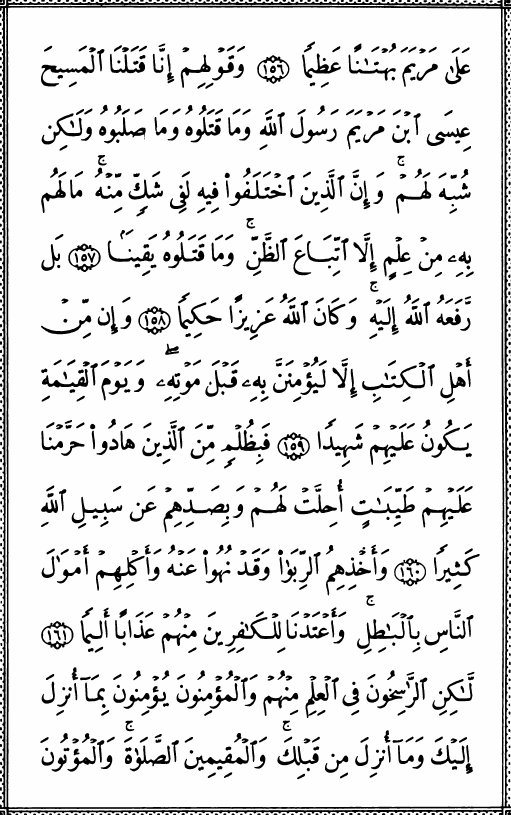 عَلَىٰ مَرْيَمَ بُهْتَٰنًا عَظِيمًا ١٥٦ وَقَوْلِهِمْ إِنَّا قَتَلْنَا ٱلْمَسِيحَ
عِيسَى ٱبْنَ مَرْيَمَ رَسُولَ ٱللَّهِ وَمَا قَتَلُوهُ وَمَا صَلَبُوهُ وَلَٰكِن
شُبِّهَ لَهُمْ ۚ وَإِنَّ ٱلَّذِينَ ٱخْتَلَفُوا۟ فِيهِ لَفِى شَكٍّ مِّنْهُ ۚ مَا لَهُم
بِهِۦ مِنْ عِلْمٍ إِلَّا ٱتِّبَاعَ ٱلظَّنِّ ۚ وَمَا قَتَلُوهُ يَقِينًۢا ١٥٧ بَل
رَّفَعَهُ ٱللَّهُ إِلَيْهِ ۚ وَكَانَ ٱللَّهُ عَزِيزًا حَكِيمًا ١٥٨ وَإِن مِّنْ
أَهْلِ ٱلْكِتَٰبِ إِلَّا لَيُؤْمِنَنَّ بِهِۦ قَبْلَ مَوْتِهِۦ ۖ وَيَوْمَ ٱلْقِيَٰمَةِ
يَكُونُ عَلَيْهِمْ شَهِيدًا ١٥٩ فَبِظُلْمٍ مِّنَ ٱلَّذِينَ هَادُوا۟ حَرَّمْنَا
عَلَيْهِمْ طَيِّبَٰتٍ أُحِلَّتْ لَهُمْ وَبِصَدِّهِمْ عَن سَبِيلِ ٱللَّهِ
كَثِيرًا ١٦٠ وَأَخْذِهِمُ ٱلرِّبَوٰا۟ وَقَدْ نُهُوا۟ عَنْهُ وَأَكْلِهِمْ أَمْوَٰلَ
ٱلنَّاسِ بِٱلْبَٰطِلِ ۚ وَأَعْتَدْنَا لِلْكَٰفِرِينَ مِنْهُمْ عَذَابًا أَلِيمًا ١٦١
لَّٰكِنِ ٱلرَّٰسِخُونَ فِى ٱلْعِلْمِ مِنْهُمْ وَٱلْمُؤْمِنُونَ يُؤْمِنُونَ بِمَآ أُنزِلَ
إِلَيْكَ وَمَآ أُنزِلَ مِن قَبْلِكَ ۚ وَٱلْمُقِيمِينَ ٱلصَّلَوٰةَ ۚ وَٱلْمُؤْتُونَ